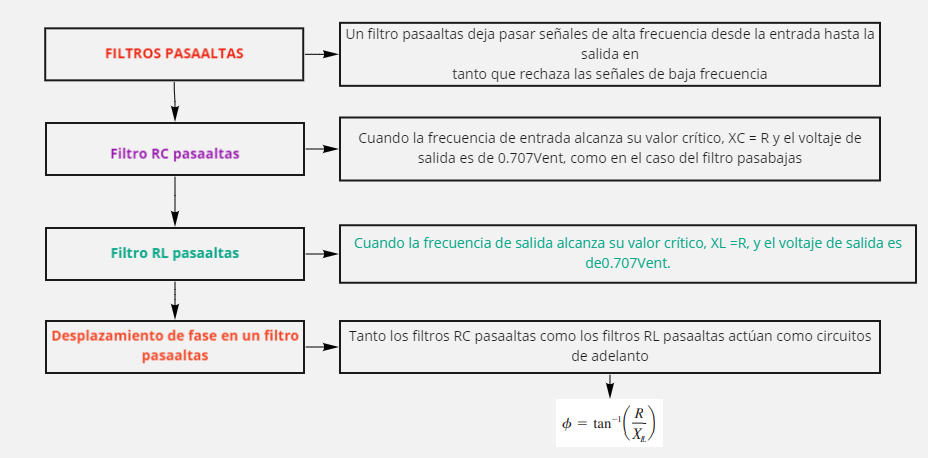 FILTROS PASAALTAS
Un filtro pasaaltas deja pasar señales de alta frecuencia desde la entrada hasta la
salida en
tanto que rechaza las señales de baja frecuencia
Filtro RC pasaaltas
Cuando la frecuencia de entrada alcanza su valor crítico, XC = R y el voltaje de
salida es de 0.707Vent, como en el caso del filtro pasabajas
Filtro RL pasaaltas
Cuando la frecuencia de salida alcanza su valor crítico, XL =R, y el voltaje de salida es
de0.707Vent.
Desplazamiento de fase en un filtro
pasaaltas
Tanto los filtros RC pasaaltas como los filtros RL pasaaltas actúan como circuitos
de adelanto
ϕ = tan⁻¹(R/X_L)